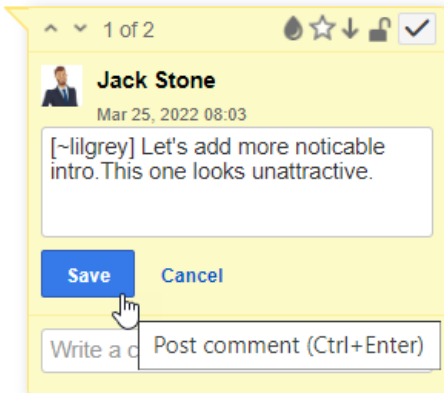 1 of 2
Jack Stone
Mar 25, 2022 08:03
[~lilgrey] Let's add more noticable
intro.This one looks unattractive.
Save Cancel
Write a c
Post comment (Ctrl+Enter)